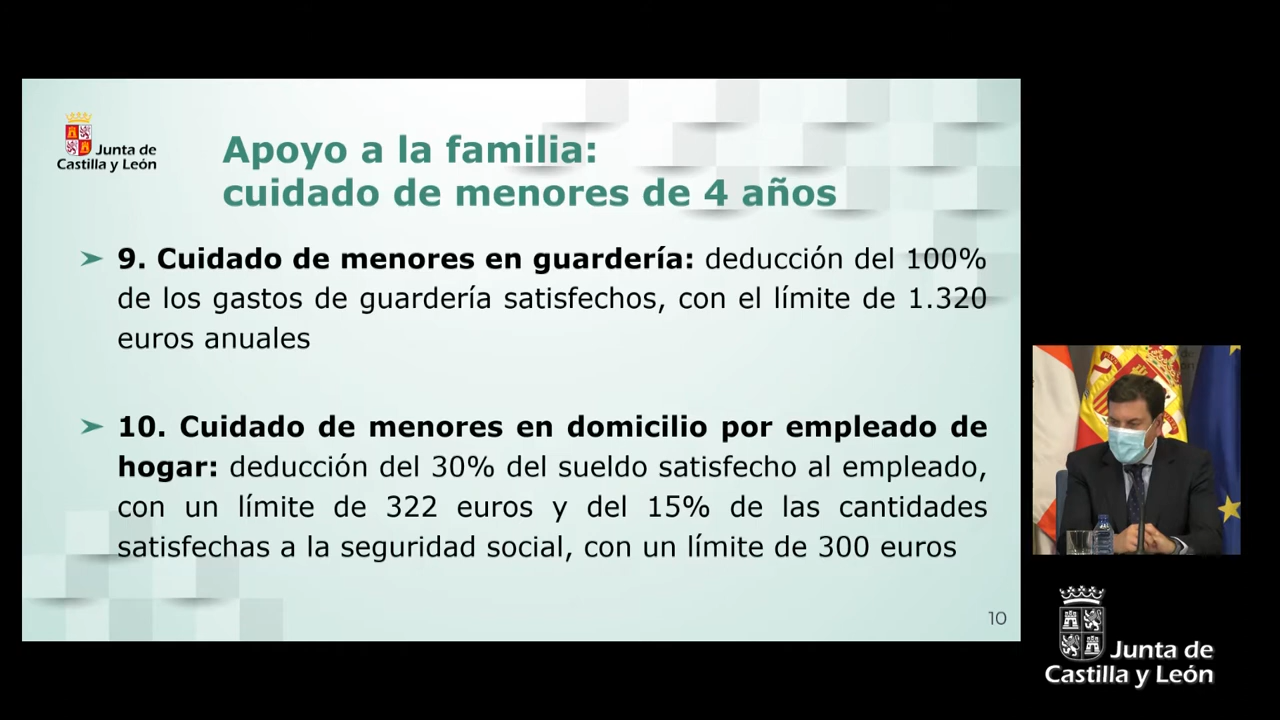 Junta de
Castilla y León
Apoyo a la familia:
cuidado de menores de 4 años
➤ 9. Cuidado de menores en guardería: deducción del 100%
de los gastos de guardería satisfechos, con el límite de 1.320
euros anuales
➤ 10. Cuidado de menores en domicilio por empleado de
hogar: deducción del 30% del sueldo satisfecho al empleado,
con un límite de 322 euros y del 15% de las cantidades
satisfechas a la seguridad social, con un límite de 300 euros
10
Junta de
Castilla y León